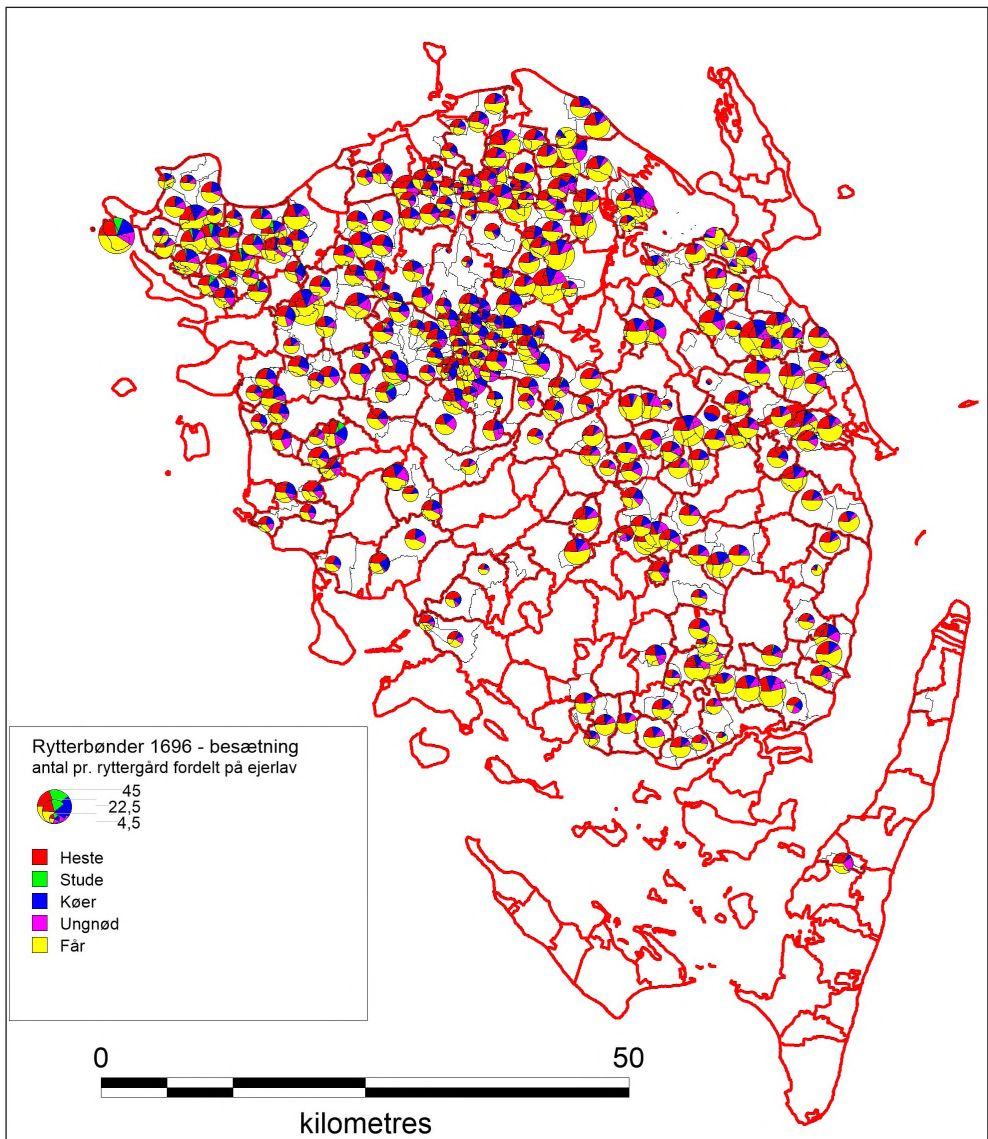 Rytterbønder 1696 - besætning
antal pr. ryttergård fordelt på ejerlav
45
22,5
4,5
Heste
Stude
Køer
Ungnød
Får
0 50
kilometres